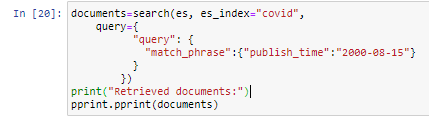 In [20]: documents=search(es, es_index="covid",
query={
"query": {
"match_phrase":{"publish_time":"2000-08-15"}
}
})
print("Retrieved documents:")
pprint.pprint(documents)